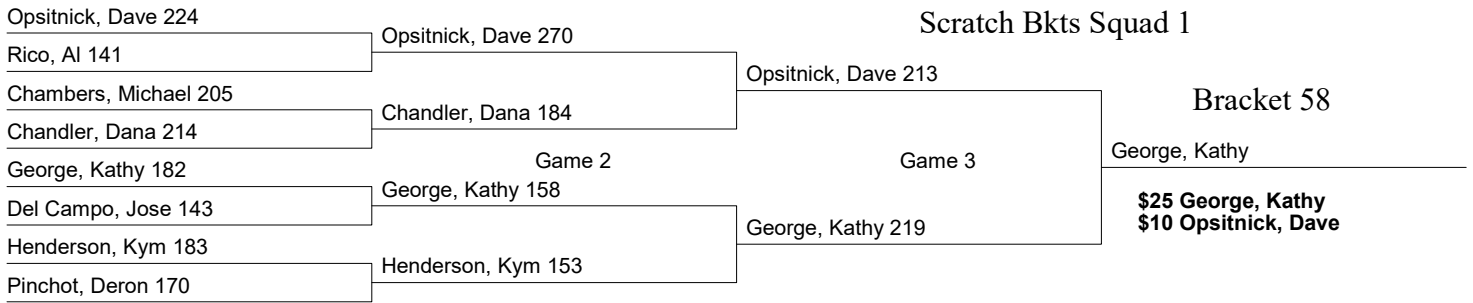 Scratch Bkts Squad 1
Bracket 58
Opsitnick, Dave 224
Rico, Al 141
Chambers, Michael 205
Chandler, Dana 214
George, Kathy 182
Del Campo, Jose 143
Henderson, Kym 183
Pinchot, Deron 170
Opsitnick, Dave 270
Chandler, Dana 184
Game 2
George, Kathy 158
Henderson, Kym 153
Opsitnick, Dave 213
Game 3
George, Kathy 219
George, Kathy
$25 George, Kathy
$10 Opsitnick, Dave